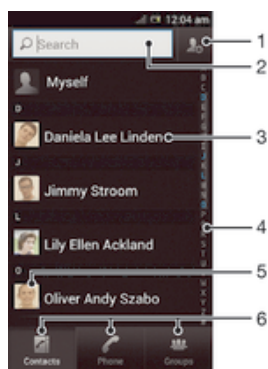 12:04 am
Search
1
2
Myself
D
Daniela Lee Linden
3
J
Jimmy Stroom
L
Lily Ellen Ackland
4
O
Oliver Andy Szabo
5
6
Contacts
Phone
Groups